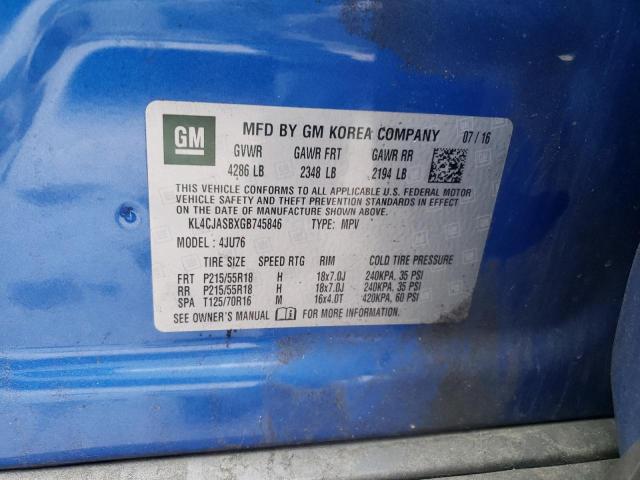 GM MFD BY GM KOREA COMPANY 07/16
GVWR GAWR FRT GAWR RR
4286 LB 2348 LB 2194 LB
THIS VEHICLE CONFORMS TO ALL APPLICABLE U.S. FEDERAL MOTOR
VEHICLE SAFETY AND THEFT PREVENTION STANDARDS IN EFFECT ON
THE DATE OF MANUFACTURE SHOWN ABOVE.
KL4CJASBXGB745846 TYPE: MPV
MODEL : 4JU76
TIRE SIZE SPEED RTG RIM COLD TIRE PRESSURE
FRT P215/55R18 H 18x7.0J 240KPA, 35 PSI
RR P215/55R18 H 18x7.0J 240KPA, 35 PSI
SPA T125/70R16 M 16x4.0T 420KPA, 60 PSI
SEE OWNER'S MANUAL FOR MORE INFORMATION.